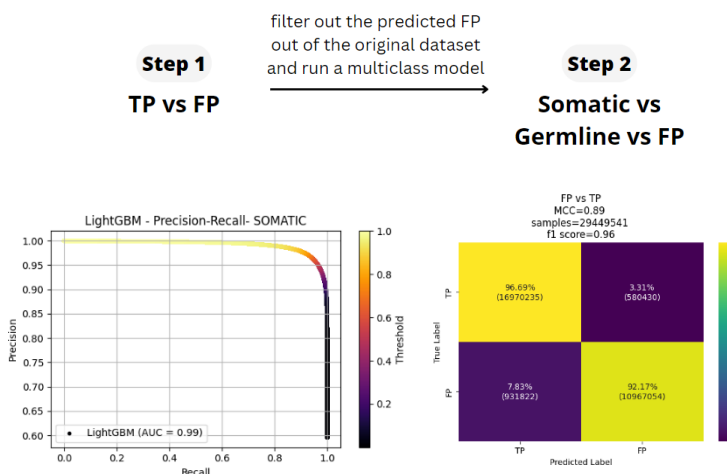 filter out the predicted FP
out of the original dataset
and run a multiclass model
Step 1
Step 2
TP vs FP
Somatic vs
Germline vs FP
LightGBM - Precision-Recall- SOMATIC
1.00
0.95
0.90
0.85
0.80
0.75
0.70
0.65
0.60
Precision
LightGBM (AUC = 0.99)
0.0 0.2 0.4 0.6 0.8 1.0
Recall
1.0
0.8
0.6
0.4
0.2
Threshold
FP vs TP
MCC=0.89
samples=29449541
f1 score=0.96
True Label
TP
96.69%
(16970235)
3.31%
(580430)
FP
7.83%
(931822)
92.17%
(10967054)
TP FP
Predicted Label